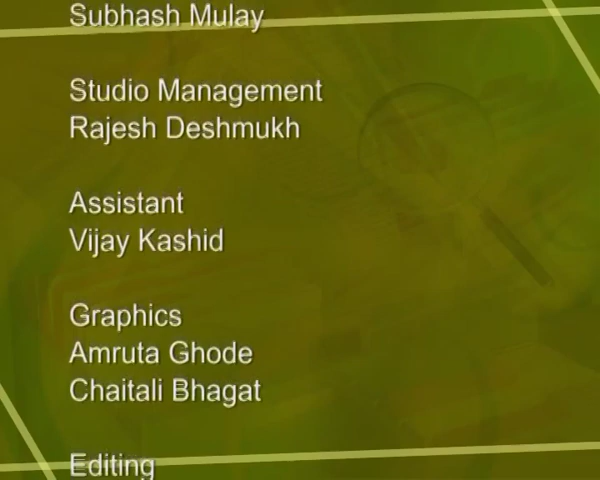 Subhash Mulay
Studio Management
Rajesh Deshmukh
Assistant
Vijay Kashid
Graphics
Amruta Ghode
Chaitali Bhagat
Editing